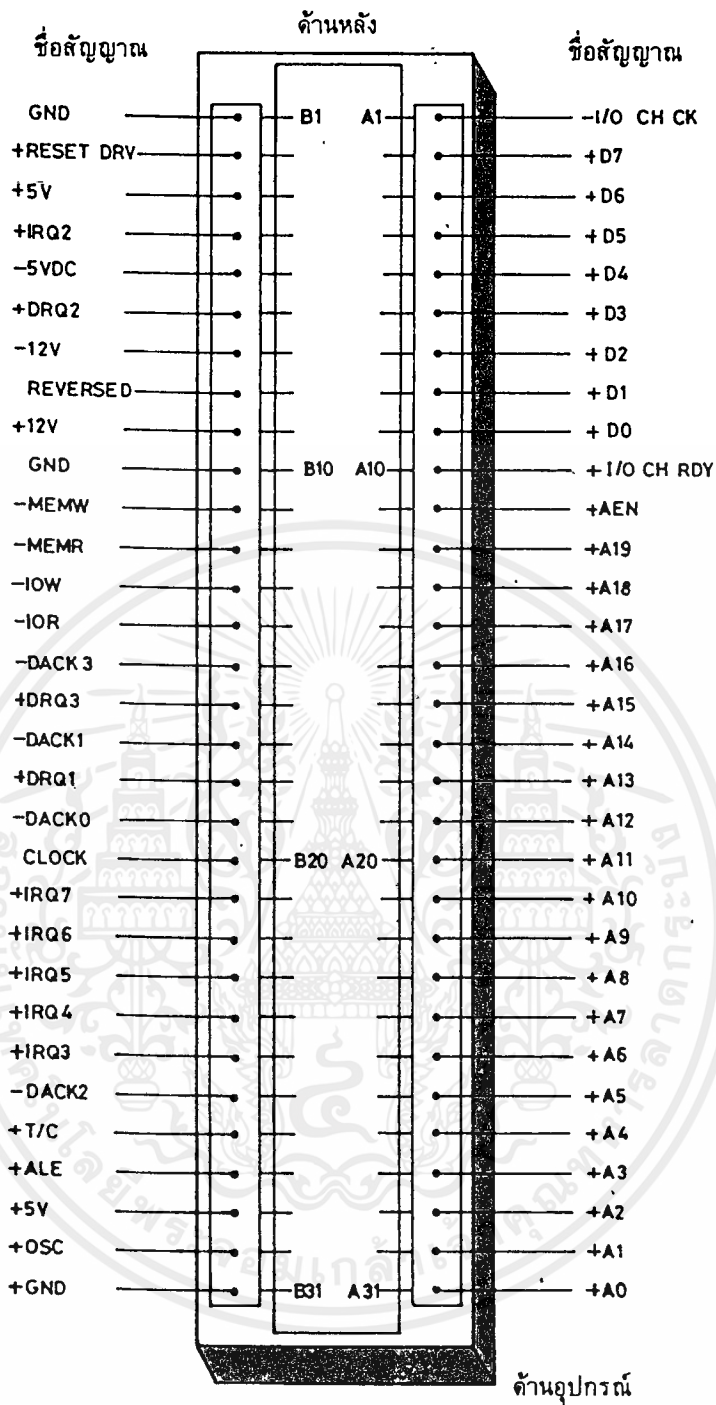 ด้านหลัง
ชื่อสัญญาณ ชื่อสัญญาณ
GND B1 A1 -I/O CH CK
+RESET DRV +D7
+5V +D6
+IRQ2 +D5
-5VDC +D4
+DRQ2 +D3
-12V +D2
REVERSED +D1
+12V +D0
GND B10 A10 +I/O CH RDY
-MEMW +AEN
-MEMR +A19
-IOW +A18
-IOR +A17
-DACK3 +A16
+DRQ3 +A15
-DACK1 +A14
+DRQ1 +A13
-DACK0 +A12
CLOCK B20 A20 +A11
+IRQ7 +A10
+IRQ6 +A9
+IRQ5 +A8
+IRQ4 +A7
+IRQ3 +A6
-DACK2 +A5
+T/C +A4
+ALE +A3
+5V +A2
+OSC +A1
+GND B31 A31 +A0
ด้านอุปกรณ์